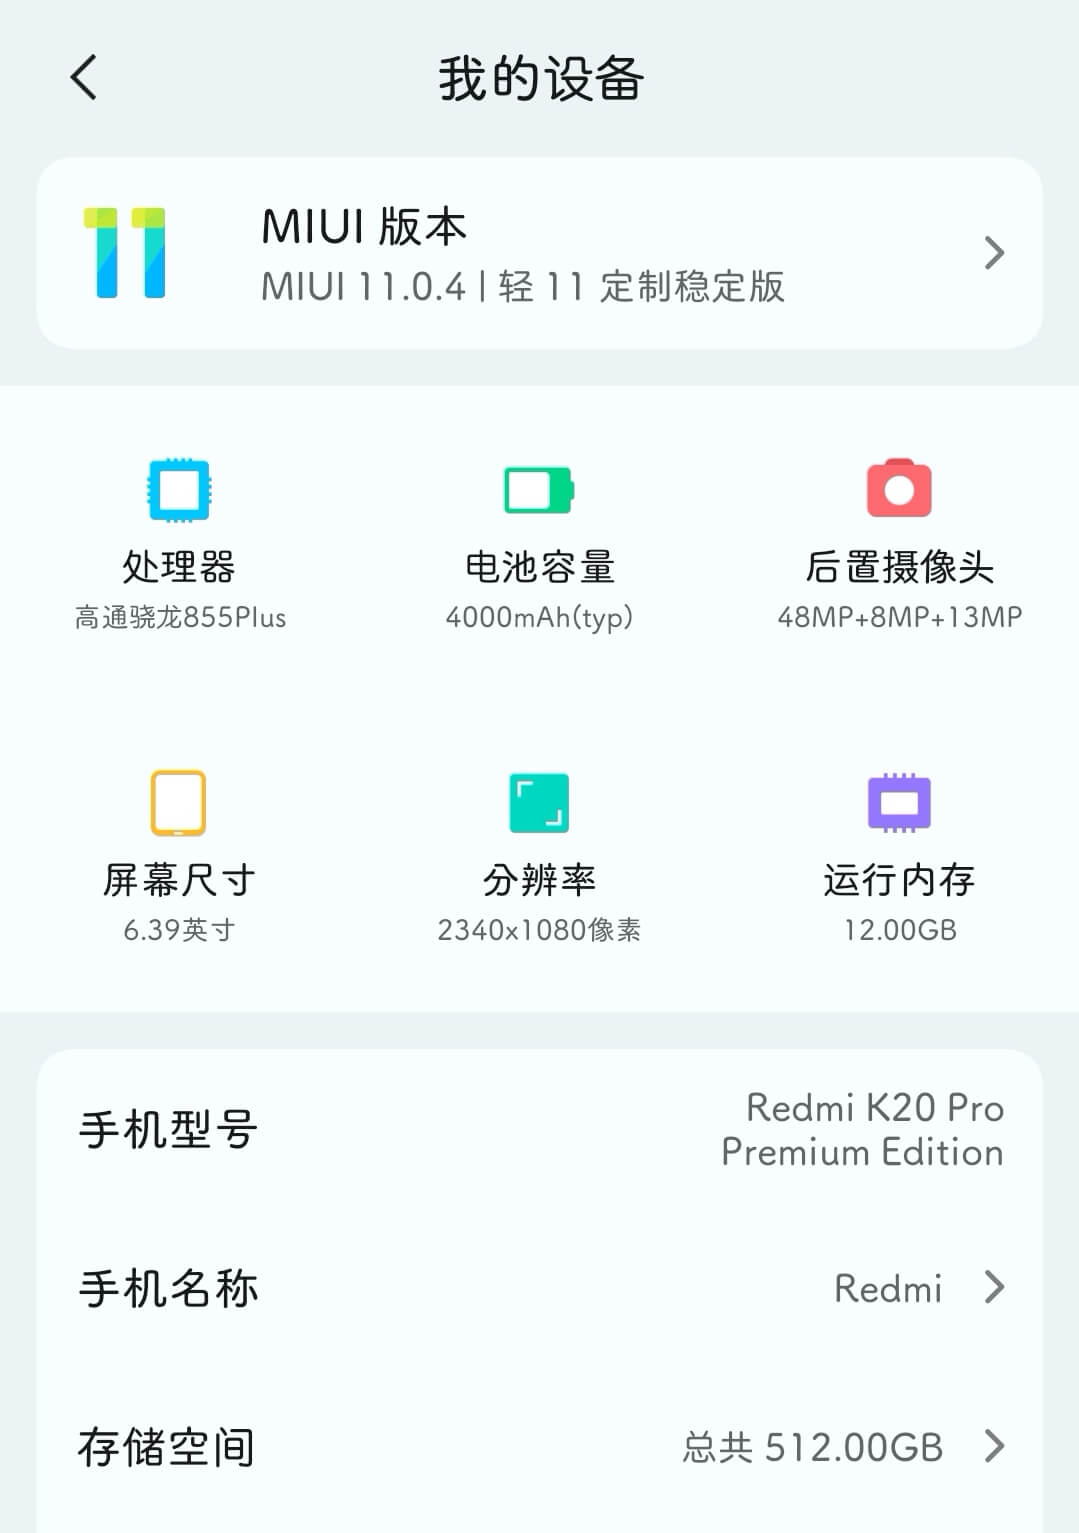 我的设备
MIUI 版本
MIUI 11.0.4 | 轻 11 定制稳定版
处理器
高通骁龙855Plus
电池容量
4000mAh(typ)
后置摄像头
48MP+8MP+13MP
屏幕尺寸
6.39英寸
分辨率
2340x1080像素
运行内存
12.00GB
手机型号
Redmi K20 Pro
Premium Edition
手机名称
Redmi
存储空间
总共 512.00GB